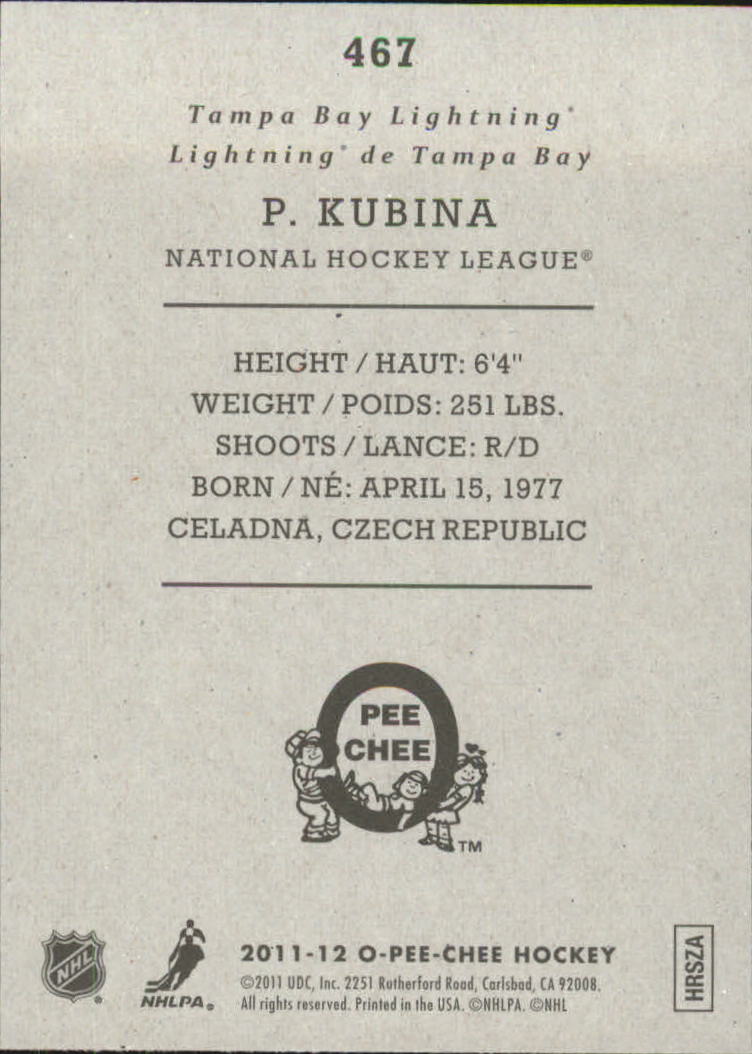 467
Tampa Bay Lightning®
Lightning® de Tampa Bay
P. KUBINA
NATIONAL HOCKEY LEAGUE®
HEIGHT / HAUT: 6'4"
WEIGHT / POIDS: 251 LBS.
SHOOTS / LANCE: R/D
BORN / NÉ: APRIL 15, 1977
CELADNA, CZECH REPUBLIC
O
PEE
CHEE
TM
NHL®
NHLPA®
2011-12 O-PEE-CHEE HOCKEY
©2011 UDC, Inc. 2251 Rutherford Road, Carlsbad, CA 92008.
All rights reserved. Printed in the USA. ©NHLPA. ©NHL
HRSZA